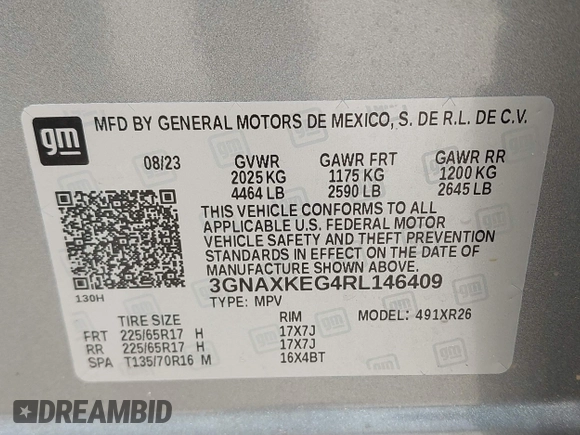 gm MFD BY GENERAL MOTORS DE MEXICO, S. DE R.L. DE C.V.
08/23 GVWR GAWR FRT GAWR RR
2025 KG 1175 KG 1200 KG
4464 LB 2590 LB 2645 LB
THIS VEHICLE CONFORMS TO ALL
APPLICABLE U.S. FEDERAL MOTOR
VEHICLE SAFETY AND THEFT PREVENTION
STANDARDS IN EFFECT ON THE DATE OF
MANUFACTURE SHOWN ABOVE.
130H 3GNAXKEG4RL146409
TYPE: MPV MODEL: 491XR26
TIRE SIZE RIM
FRT 225/65R17 H 17X7J
RR 225/65R17 H 17X7J
SPA T135/70R16 M 16X4BT
DREAMBID